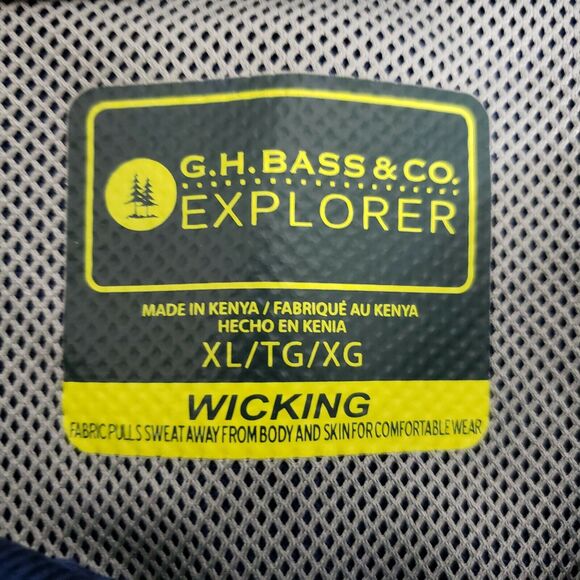 G.H. BASS & CO.
EXPLORER
MADE IN KENYA / FABRIQUÉ AU KENYA
HECHO EN KENIA
XL/TG/XG
WICKING
FABRIC PULLS SWEAT AWAY FROM BODY AND SKIN FOR COMFORTABLE WEAR